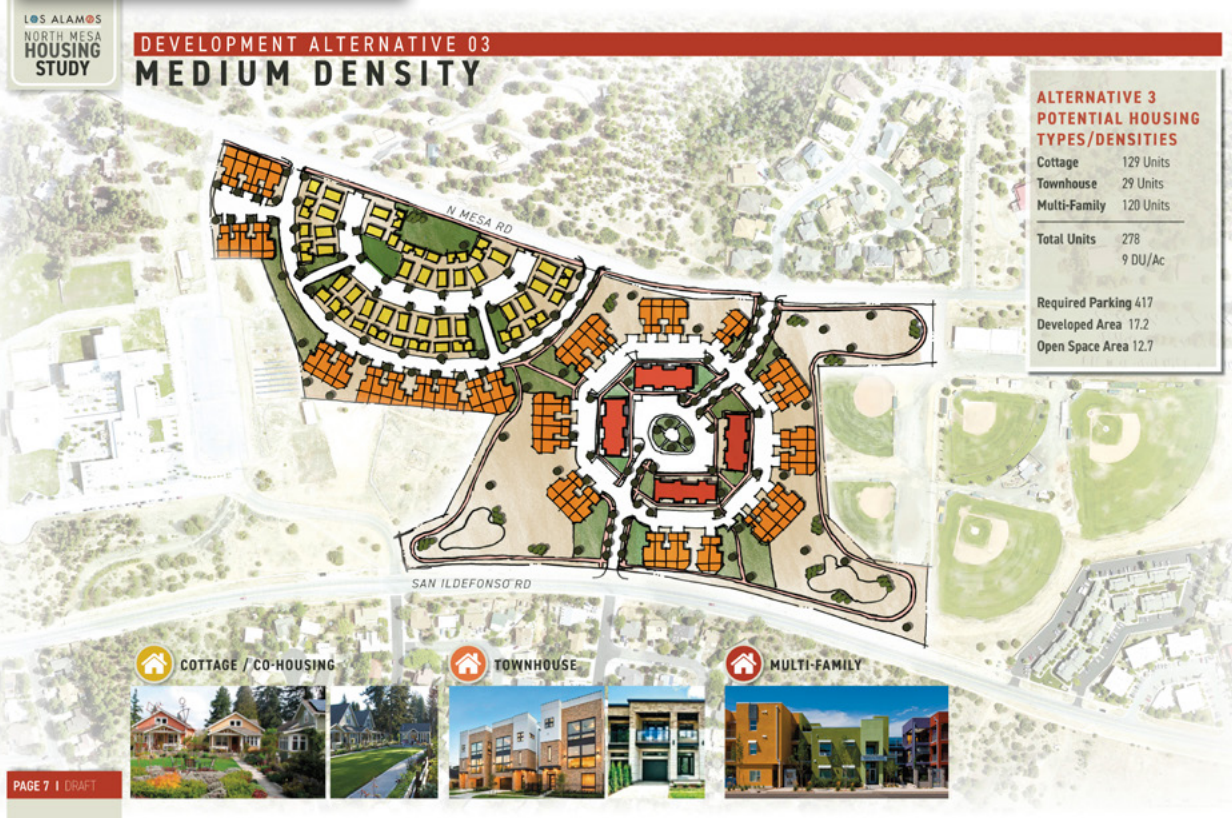 LOS ALAMOS
NORTH MESA
HOUSING
STUDY
DEVELOPMENT ALTERNATIVE 03
MEDIUM DENSITY
ALTERNATIVE 3
POTENTIAL HOUSING
TYPES/DENSITIES
Cottage 129 Units
Townhouse 29 Units
Multi-Family 120 Units
Total Units 278
9 DU/Ac
Required Parking 417
Developed Area 17.2
Open Space Area 12.7
N MESA RD
SAN ILDEFONSO RD
COTTAGE / CO-HOUSING
TOWNHOUSE
MULTI-FAMILY
PAGE 7 | DRAFT